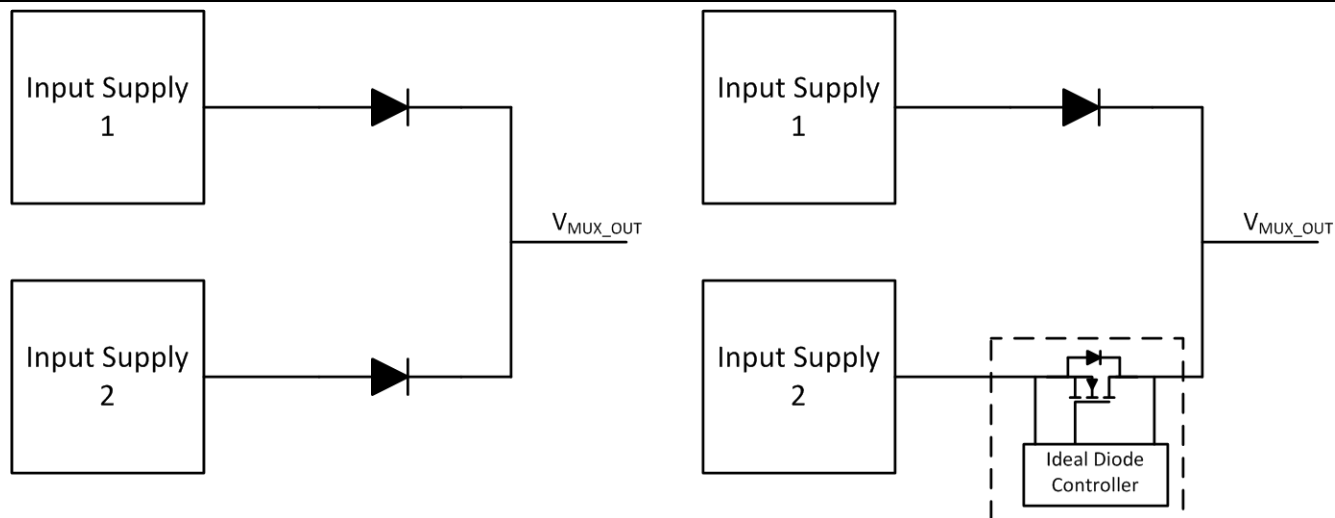 Input Supply
1
V_MUX_OUT
Input Supply
2
Input Supply
1
V_MUX_OUT
Input Supply
2
Ideal Diode
Controller